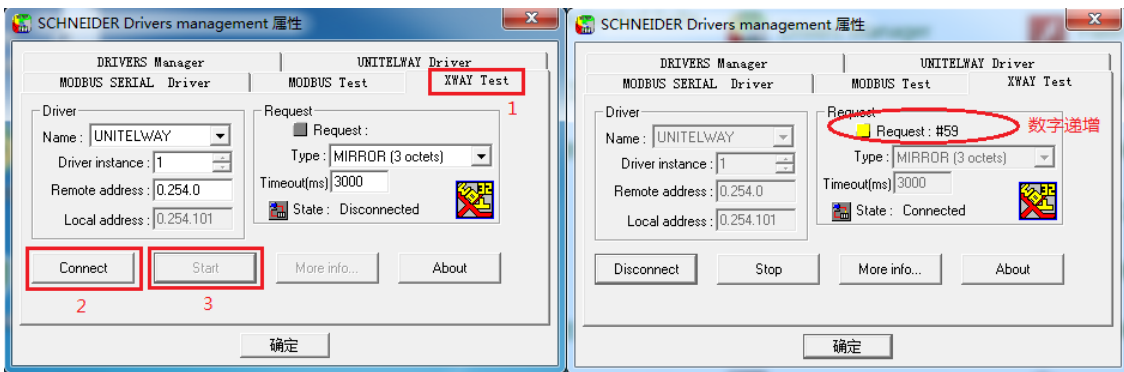 SCHNEIDER Drivers management 属性
DRIVERS Manager
UNITELWAY Driver
MODBUS SERIAL Driver
MODBUS Test
XWAY Test
1
Driver
Name : UNITELWAY
Driver instance : 1
Remote address : 0.254.0
Local address : 0.254.101
Request
Request :
Type : MIRROR (3 octets)
Timeout(ms) 3000
State : Disconnected
Connect
Start
More info...
About
2
3
确定
SCHNEIDER Drivers management 属性
DRIVERS Manager
UNITELWAY Driver
MODBUS SERIAL Driver
MODBUS Test
XWAY Test
Driver
Name : UNITELWAY
Driver instance : 1
Remote address : 0.254.0
Local address : 0.254.101
Request
Request : #59
数字递增
Type : MIRROR (3 octets)
Timeout(ms) 3000
State : Connected
Disconnect
Stop
More info...
About
确定